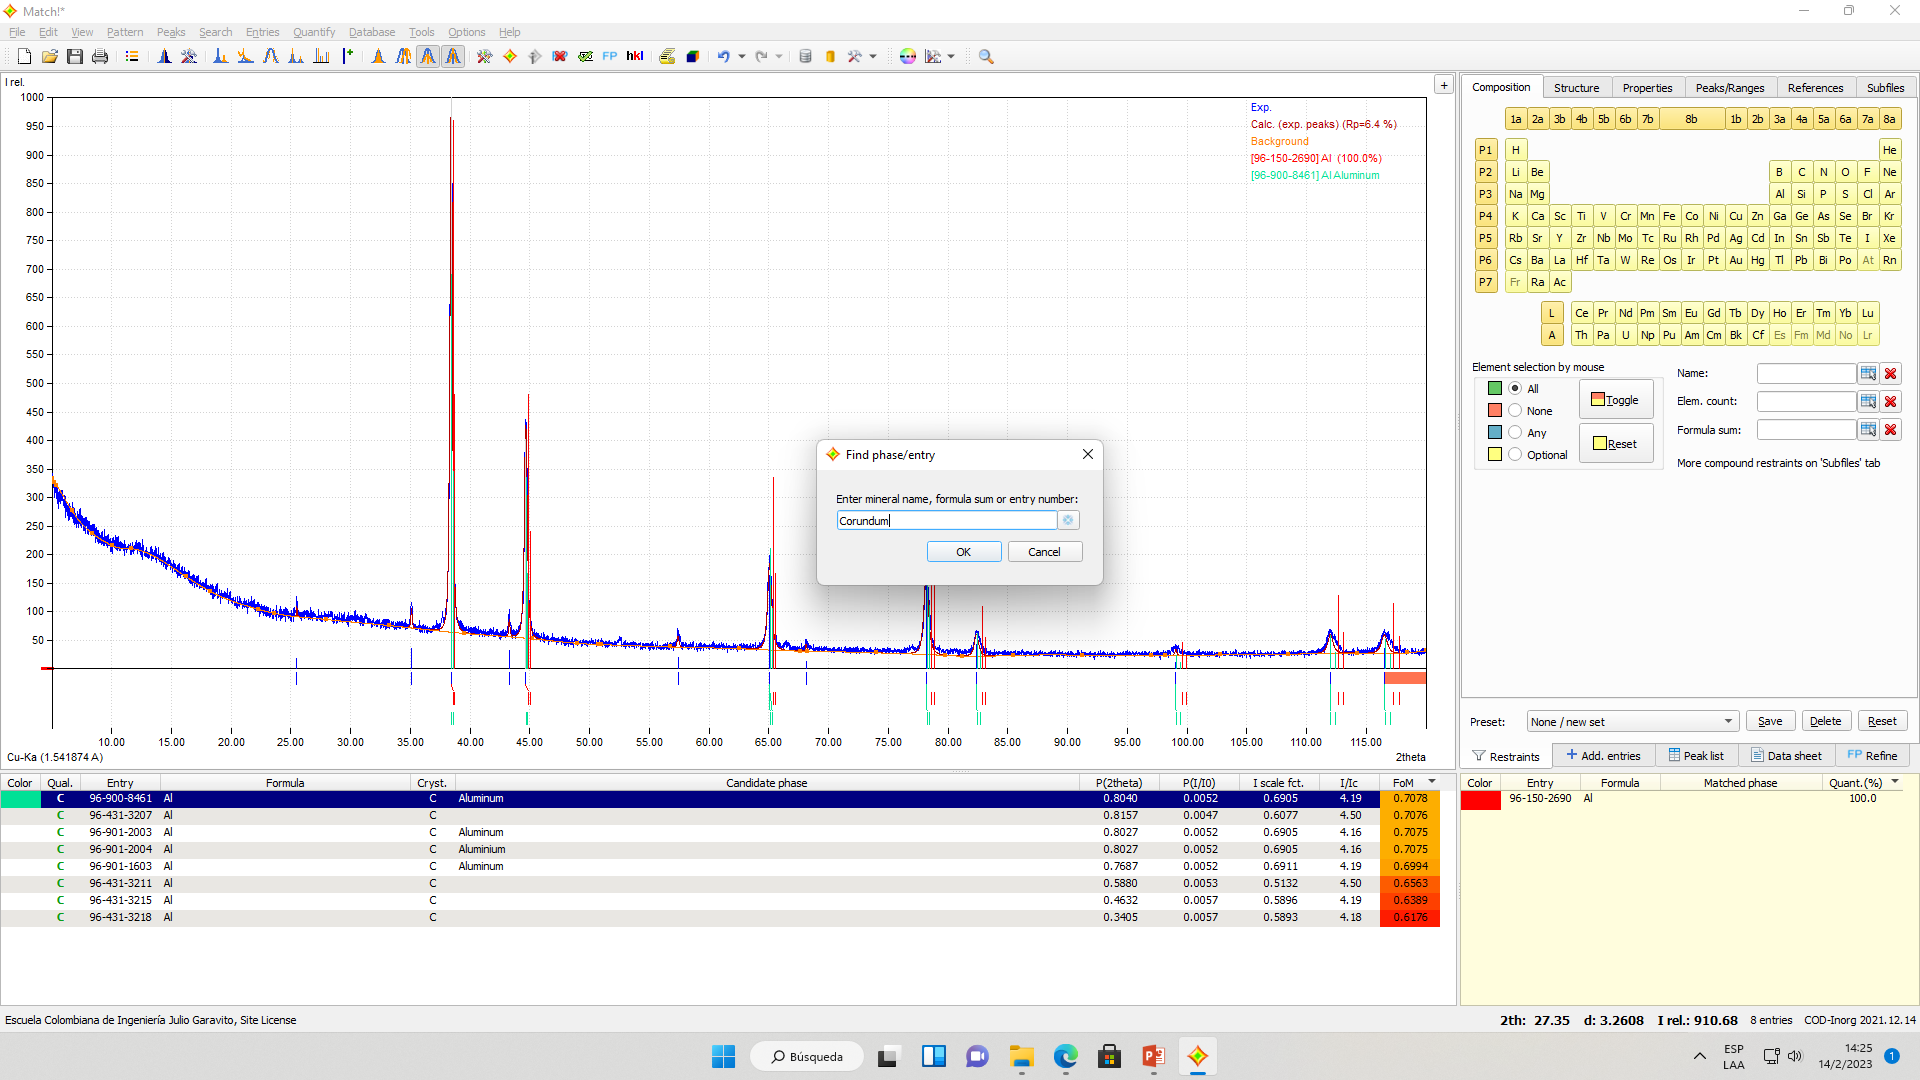 Match!*
File Edit View Pattern Peaks Search Entries Quantify Database Tools Options Help
FP hkl
I rel.
1000
950
900
850
800
750
700
650
600
550
500
450
400
350
300
250
200
150
100
50
Exp.
Calc. (exp. peaks) (Rp=6.4 %)
Background
[96-150-2690] Al (100.0%)
[96-900-8461] Al Aluminum
10.00 15.00 20.00 25.00 30.00 35.00 40.00 45.00 50.00 55.00 60.00 65.00 70.00 75.00 80.00 85.00 90.00 95.00 100.00 105.00 110.00 115.00
Cu-Ka (1.541874 A) 2theta
Find phase/entry
Enter mineral name, formula sum or entry number:
Corundum
OK Cancel
+
Composition Structure Properties Peaks/Ranges References Subfiles
1a 2a 3b 4b 5b 6b 7b 8b 1b 2b 3a 4a 5a 6a 7a 8a
P1 H He
P2 Li Be B C N O F Ne
P3 Na Mg Al Si P S Cl Ar
P4 K Ca Sc Ti V Cr Mn Fe Co Ni Cu Zn Ga Ge As Se Br Kr
P5 Rb Sr Y Zr Nb Mo Tc Ru Rh Pd Ag Cd In Sn Sb Te I Xe
P6 Cs Ba La Hf Ta W Re Os Ir Pt Au Hg Tl Pb Bi Po At Rn
P7 Fr Ra Ac
L Ce Pr Nd Pm Sm Eu Gd Tb Dy Ho Er Tm Yb Lu
A Th Pa U Np Pu Am Cm Bk Cf Es Fm Md No Lr
Element selection by mouse
All
None
Any
Optional
Toggle
Reset
Name:
Elem. count:
Formula sum:
More compound restraints on 'Subfiles' tab
Preset: None / new set Save Delete Reset
Restraints + Add. entries Peak list Data sheet FP Refine
Color Qual. Entry Formula Cryst. Candidate phase P(2theta) P(I/I0) I scale fct. I/Ic FoM
C 96-900-8461 Al C Aluminum 0.8040 0.0052 0.6905 4.19 0.7078
C 96-431-3207 Al C 0.8157 0.0047 0.6077 4.50 0.7076
C 96-901-2003 Al C Aluminum 0.8027 0.0052 0.6905 4.16 0.7075
C 96-901-2004 Al C Aluminium 0.8027 0.0052 0.6905 4.16 0.7075
C 96-901-1603 Al C Aluminum 0.7687 0.0052 0.6911 4.19 0.6994
C 96-431-3211 Al C 0.5880 0.0053 0.5132 4.50 0.6563
C 96-431-3215 Al C 0.4632 0.0057 0.5896 4.19 0.6389
C 96-431-3218 Al C 0.3405 0.0057 0.5893 4.18 0.6176
Color Entry Formula Matched phase Quant.(%)
96-150-2690 Al 100.0
Escuela Colombiana de Ingeniería Julio Garavito, Site License
2th: 27.35 d: 3.2608 I rel.: 910.68 8 entries COD-Inorg 2021.12.14
Búsqueda
ESP
LAA
14:25
14/2/2023
1